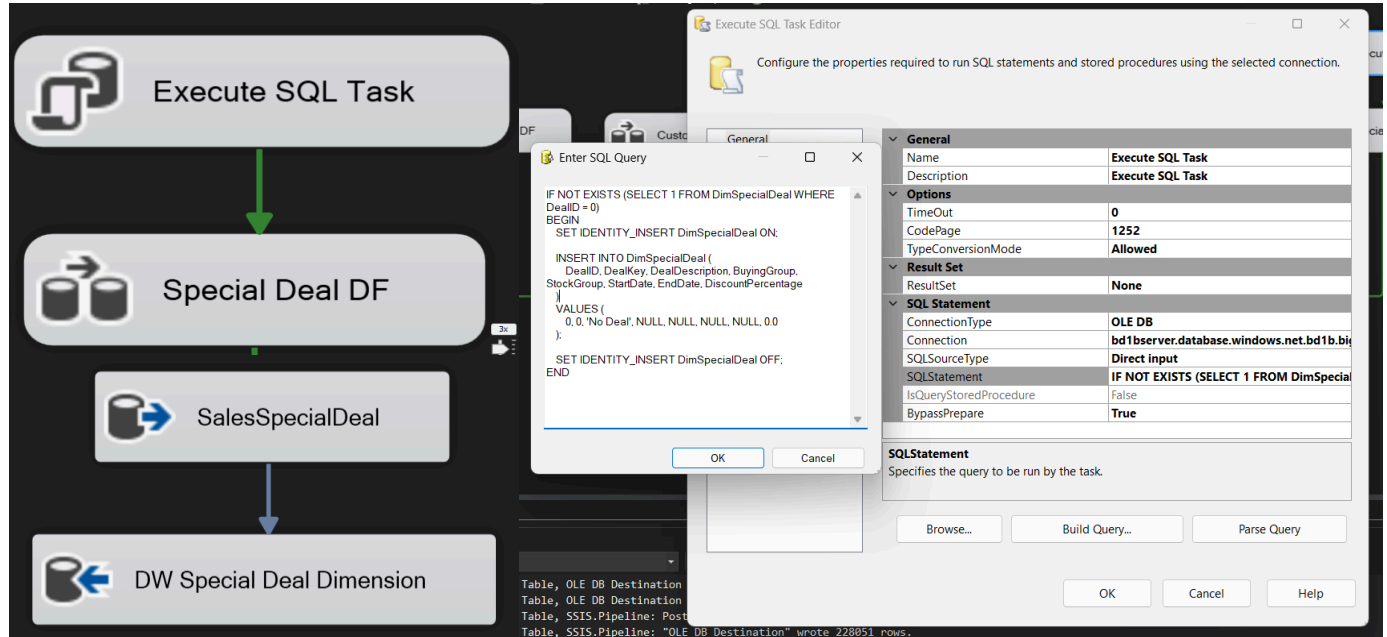 Execute SQL Task
Special Deal DF
SalesSpecialDeal
DW Special Deal Dimension
DF
3x
Execute SQL Task Editor
Configure the properties required to run SQL statements and stored procedures using the selected connection.
General
Enter SQL Query
IF NOT EXISTS (SELECT 1 FROM DimSpecialDeal WHERE
DealID = 0)
BEGIN
SET IDENTITY_INSERT DimSpecialDeal ON;
INSERT INTO DimSpecialDeal (
DealID, DealKey, DealDescription, BuyingGroup,
StockGroup, StartDate, EndDate, DiscountPercentage
)
VALUES (
0, 0, 'No Deal', NULL, NULL, NULL, NULL, 0.0
);
SET IDENTITY_INSERT DimSpecialDeal OFF;
END
OK Cancel
General
Name Execute SQL Task
Description Execute SQL Task
Options
TimeOut 0
CodePage 1252
TypeConversionMode Allowed
Result Set
ResultSet None
SQL Statement
ConnectionType OLE DB
Connection bd1bserver.database.windows.net.bd1b.big
SQLSourceType Direct input
SQLStatement IF NOT EXISTS (SELECT 1 FROM DimSpecial
IsQueryStoredProcedure False
BypassPrepare True
SQLStatement
Specifies the query to be run by the task.
Browse... Build Query... Parse Query
OK Cancel Help
Table, OLE DB Destination
Table, OLE DB Destination
Table, SSIS.Pipeline: Post
Table, SSIS.Pipeline: "OLE DB Destination" wrote 228051 rows.